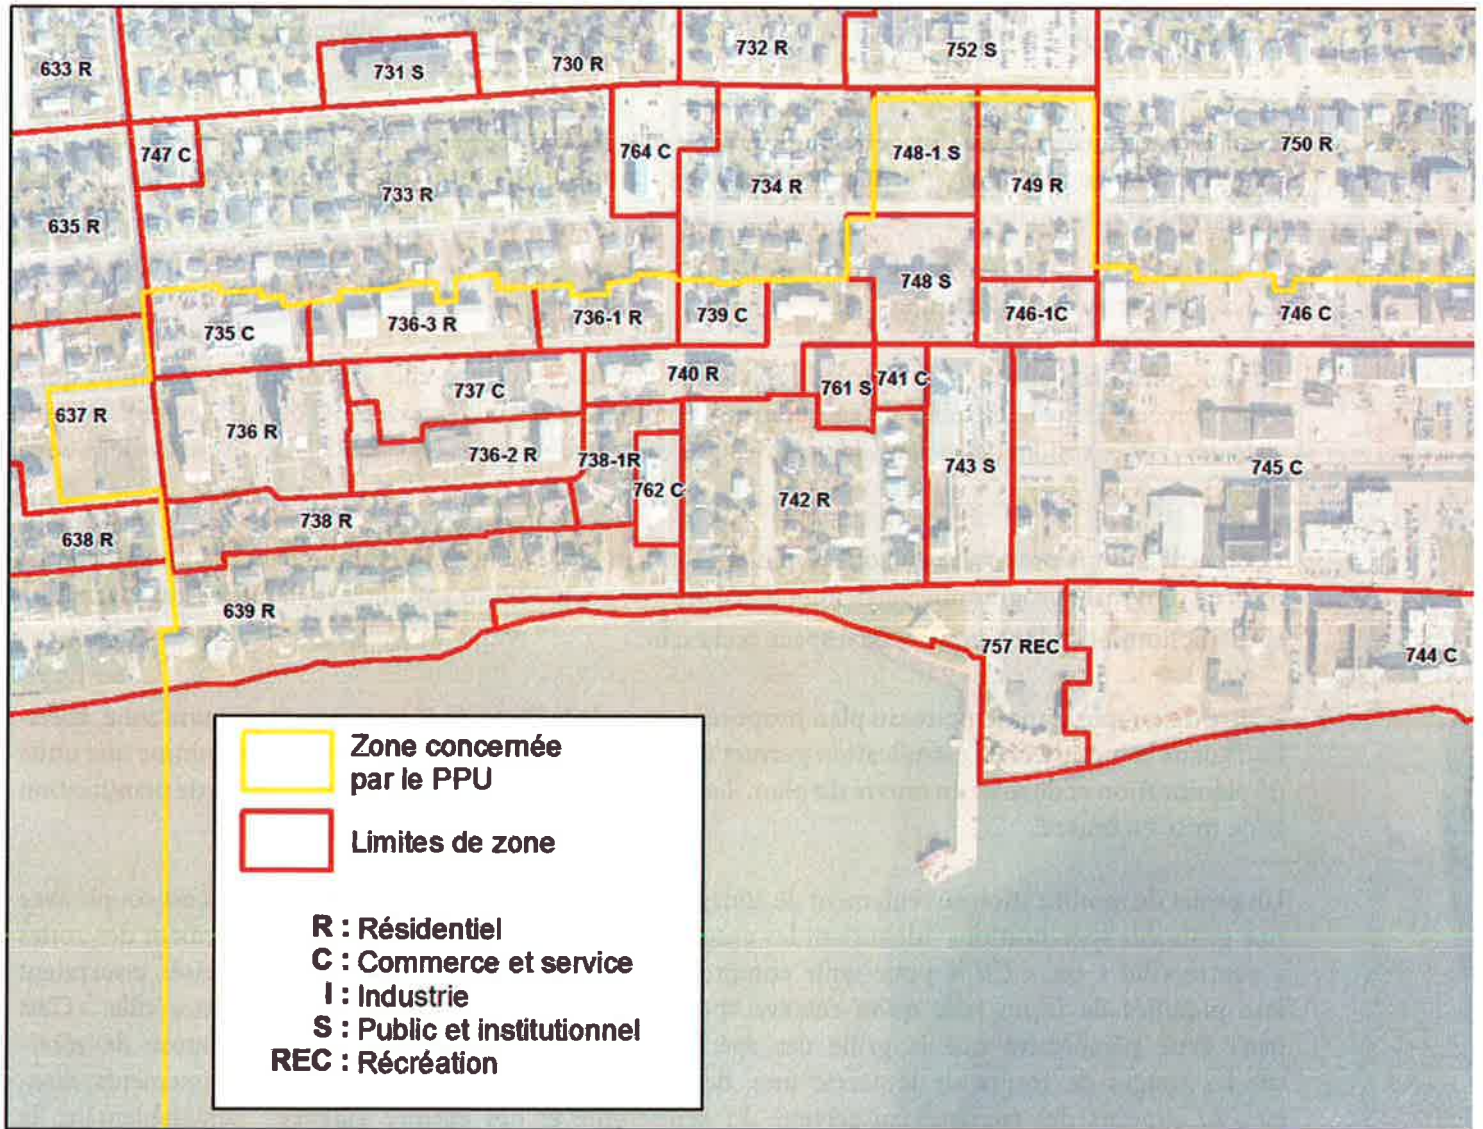 732 R
752 S
633 R
731 S
730 R
747 C
764 C
748-1 S
750 R
733 R
734 R
749 R
635 R
748 S
735 C
736-3 R
736-1 R
739 C
746-1C
746 C
740 R
737 C
761 S
741 C
637 R
736 R
736-2 R
738-1R
743 S
745 C
762 C
742 R
738 R
638 R
639 R
757 REC
744 C
Zone concernée
par le PPU
Limites de zone
R : Résidentiel
C : Commerce et service
I : Industrie
S : Public et institutionnel
REC : Récréation